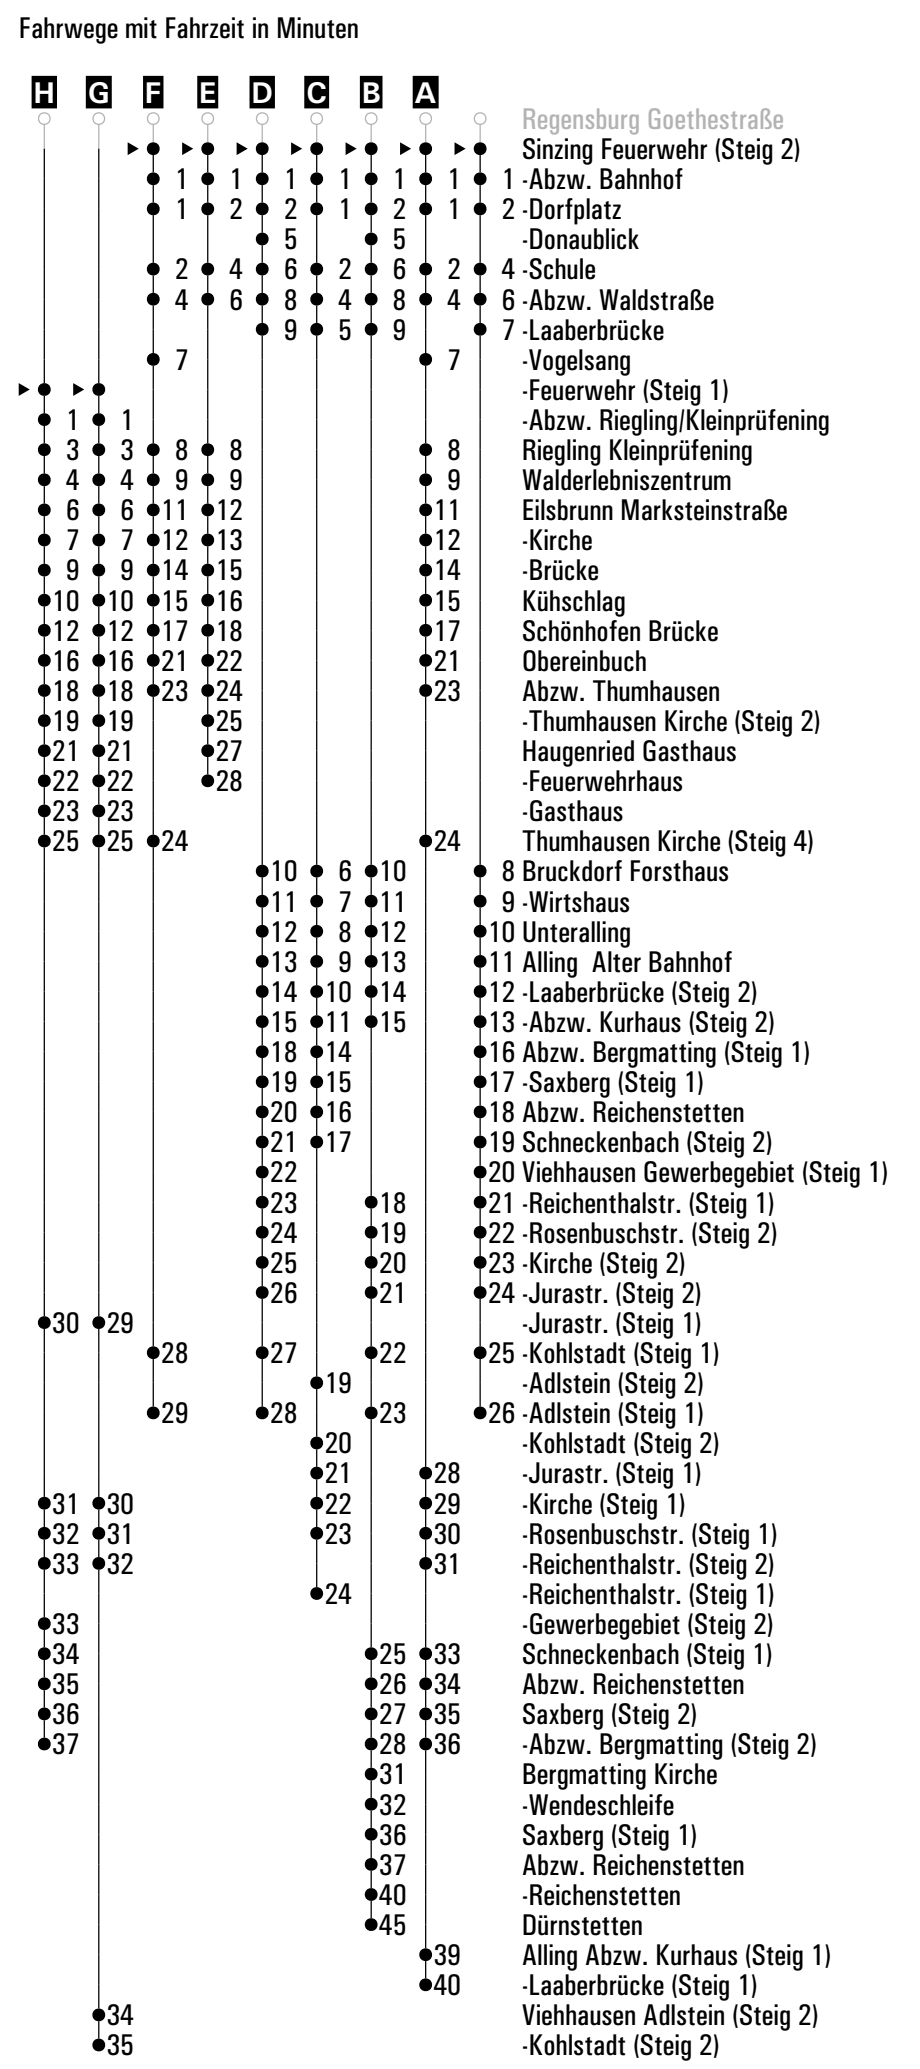 Fahrwege mit Fahrzeit in Minuten
H G F E D C B A
Regensburg Goethestraße
Sinzing Feuerwehr (Steig 2)
1 1 1 1 1 1 1 -Abzw. Bahnhof
1 2 2 1 2 1 2 -Dorfplatz
5 5 -Donaublick
2 4 6 2 6 2 4 -Schule
4 6 8 4 8 4 6 -Abzw. Waldstraße
9 5 9 7 -Laaberbrücke
7 7 -Vogelsang
-Feuerwehr (Steig 1)
1 1 -Abzw. Riegling/Kleinprüfening
3 3 8 8 8 Riegling Kleinprüfening
4 4 9 9 9 Walderlebniszentrum
6 6 11 12 11 Eilsbrunn Marksteinstraße
7 7 12 13 12 -Kirche
9 9 14 15 14 -Brücke
10 10 15 16 15 Kühschlag
12 12 17 18 17 Schönhofen Brücke
16 16 21 22 21 Obereinbuch
18 18 23 24 23 Abzw. Thumhausen
19 19 25 -Thumhausen Kirche (Steig 2)
21 21 27 Haugenried Gasthaus
22 22 28 -Feuerwehrhaus
23 23 -Gasthaus
25 25 24 24 Thumhausen Kirche (Steig 4)
10 6 10 8 Bruckdorf Forsthaus
11 7 11 9 -Wirtshaus
12 8 12 10 Unteralling
13 9 13 11 Alling Alter Bahnhof
14 10 14 12 -Laaberbrücke (Steig 2)
15 11 15 13 -Abzw. Kurhaus (Steig 2)
18 14 16 Abzw. Bergmatting (Steig 1)
19 15 17 -Saxberg (Steig 1)
20 16 18 Abzw. Reichenstetten
21 17 19 Schneckenbach (Steig 2)
22 20 Viehhausen Gewerbegebiet (Steig 1)
23 18 21 -Reichenthalstr. (Steig 1)
24 19 22 -Rosenbuschstr. (Steig 2)
25 20 23 -Kirche (Steig 2)
26 21 24 -Jurastr. (Steig 2)
30 29 -Jurastr. (Steig 1)
28 27 22 25 -Kohlstadt (Steig 1)
19 -Adlstein (Steig 2)
29 28 23 26 -Adlstein (Steig 1)
20 -Kohlstadt (Steig 2)
21 28 -Jurastr. (Steig 1)
31 30 22 29 -Kirche (Steig 1)
32 31 23 30 -Rosenbuschstr. (Steig 1)
33 32 31 -Reichenthalstr. (Steig 2)
24 -Reichenthalstr. (Steig 1)
33 -Gewerbegebiet (Steig 2)
34 25 33 Schneckenbach (Steig 1)
35 26 34 Abzw. Reichenstetten
36 27 35 Saxberg (Steig 2)
37 28 36 -Abzw. Bergmatting (Steig 2)
31 Bergmatting Kirche
32 -Wendeschleife
36 Saxberg (Steig 1)
37 Abzw. Reichenstetten
40 -Reichenstetten
45 Dürnstetten
39 Alling Abzw. Kurhaus (Steig 1)
40 -Laaberbrücke (Steig 1)
34 Viehhausen Adlstein (Steig 2)
35 -Kohlstadt (Steig 2)